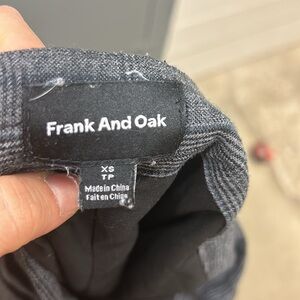 Frank And Oak
XS
TP
Made in China
Fait en Chine